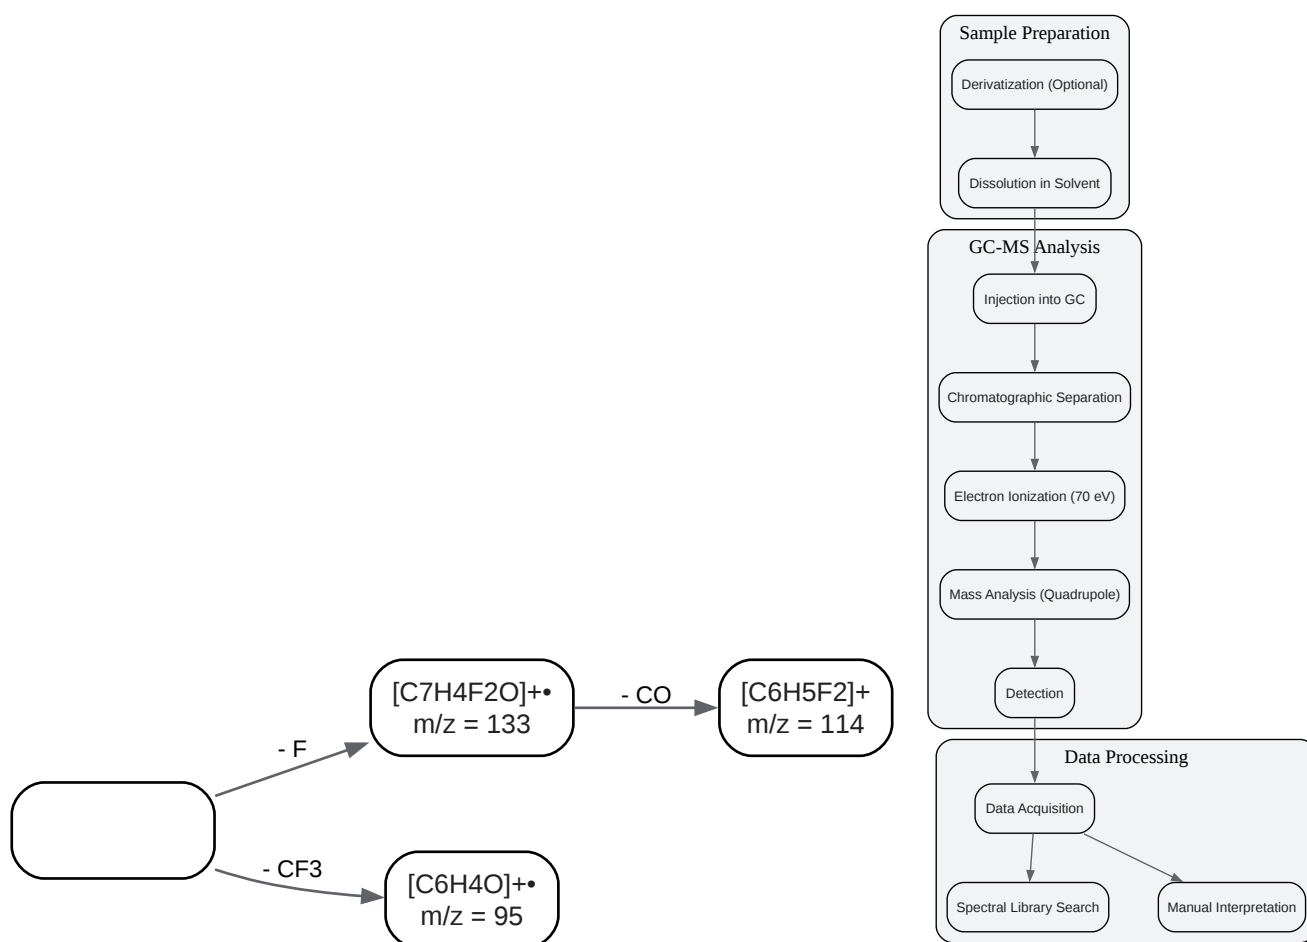 - F
[C7H4F2O]+•
m/z = 133
- CO
[C6H5F2]+
m/z = 114
- CF3
[C6H4O]+•
m/z = 95
Sample Preparation
Derivatization (Optional)
Dissolution in Solvent
GC-MS Analysis
Injection into GC
Chromatographic Separation
Electron Ionization (70 eV)
Mass Analysis (Quadrupole)
Detection
Data Processing
Data Acquisition
Spectral Library Search
Manual Interpretation